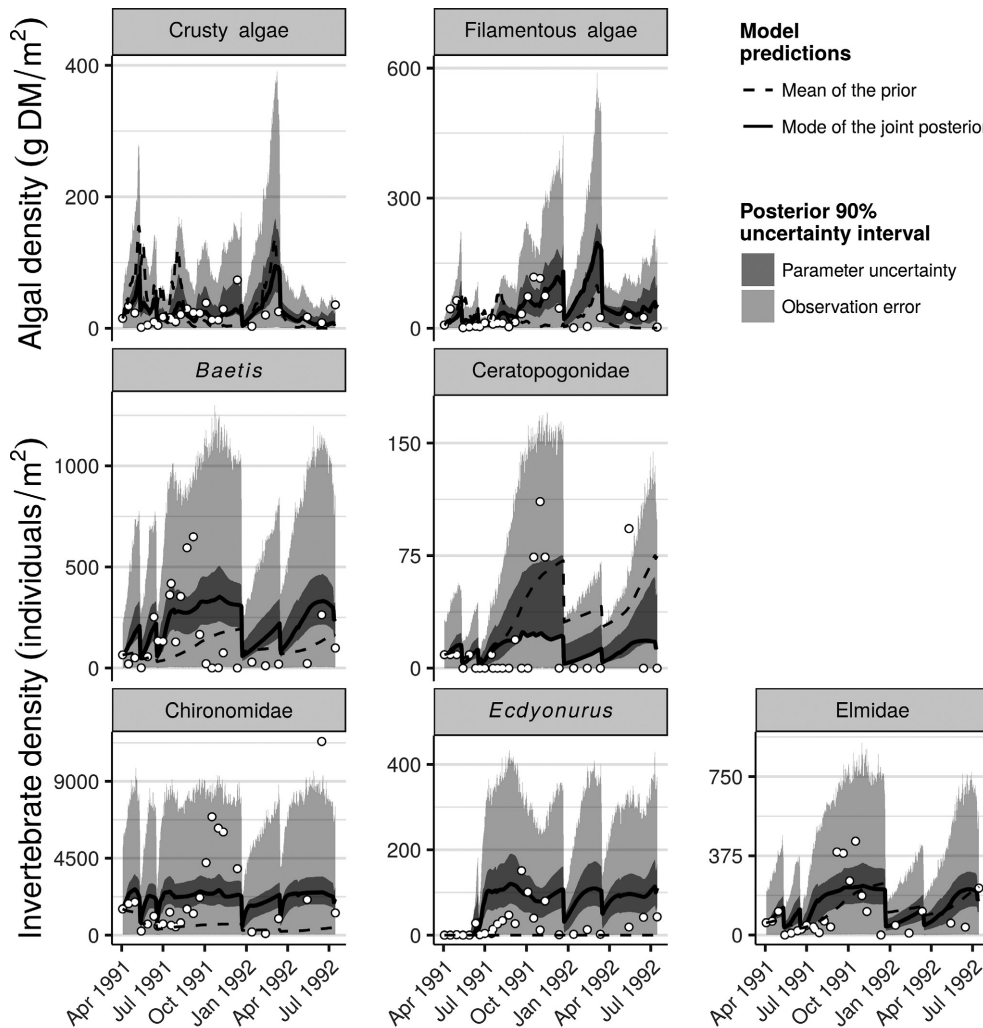 Crusty algae
Filamentous algae
Model
predictions
Mean of the prior
Mode of the joint posterior
Posterior 90%
uncertainty interval
Parameter uncertainty
Observation error
Algal density (g DM/m²)
400
200
0
600
300
0
Baetis
Ceratopogonidae
Invertebrate density (individuals/m²)
1000
500
0
150
75
0
Chironomidae
Ecdyonurus
Elmidae
9000
4500
0
400
200
0
750
375
0
Apr 1991
Jul 1991
Oct 1991
Jan 1992
Apr 1992
Jul 1992
Apr 1991
Jul 1991
Oct 1991
Jan 1992
Apr 1992
Jul 1992
Apr 1991
Jul 1991
Oct 1991
Jan 1992
Apr 1992
Jul 1992